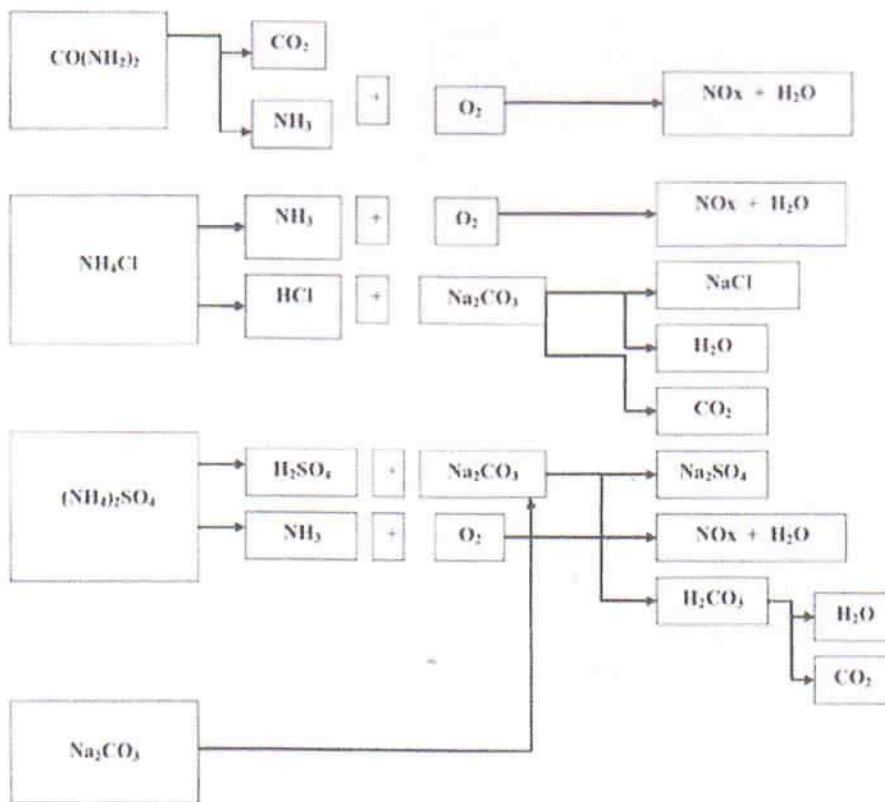 CO(NH₂)₂
CO₂
NH₃
+
O₂
NOx + H₂O
NH₄Cl
NH₃
+
O₂
NOx + H₂O
HCl
+
Na₂CO₃
NaCl
H₂O
CO₂
(NH₄)₂SO₄
H₂SO₄
+
Na₂CO₃
Na₂SO₄
NH₃
+
O₂
NOx + H₂O
H₂CO₃
H₂O
CO₂
Na₂CO₃